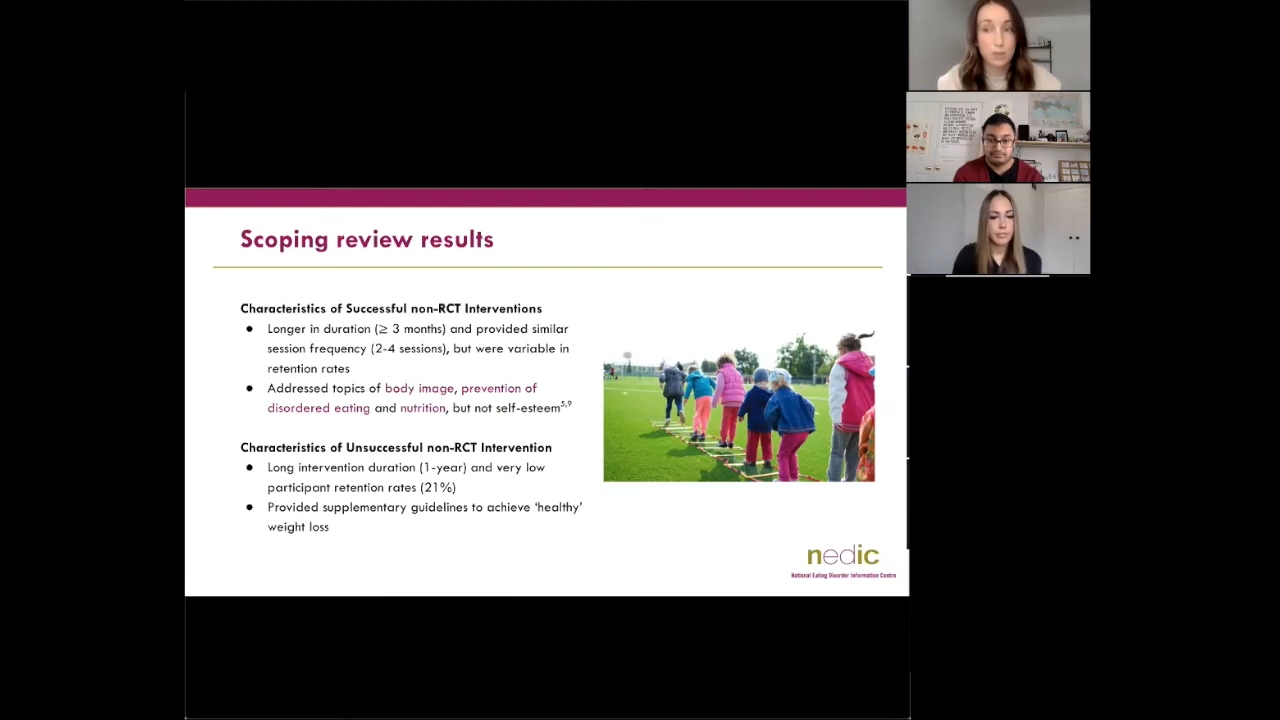 Scoping review results
Characteristics of Successful non-RCT Interventions
● Longer in duration (≥ 3 months) and provided similar
session frequency (2-4 sessions), but were variable in
retention rates
● Addressed topics of body image, prevention of
disordered eating and nutrition, but not self-esteem5,9
Characteristics of Unsuccessful non-RCT Intervention
● Long intervention duration (1-year) and very low
participant retention rates (21%)
● Provided supplementary guidelines to achieve ‘healthy’
weight loss
nedic
National Eating Disorder Information Centre